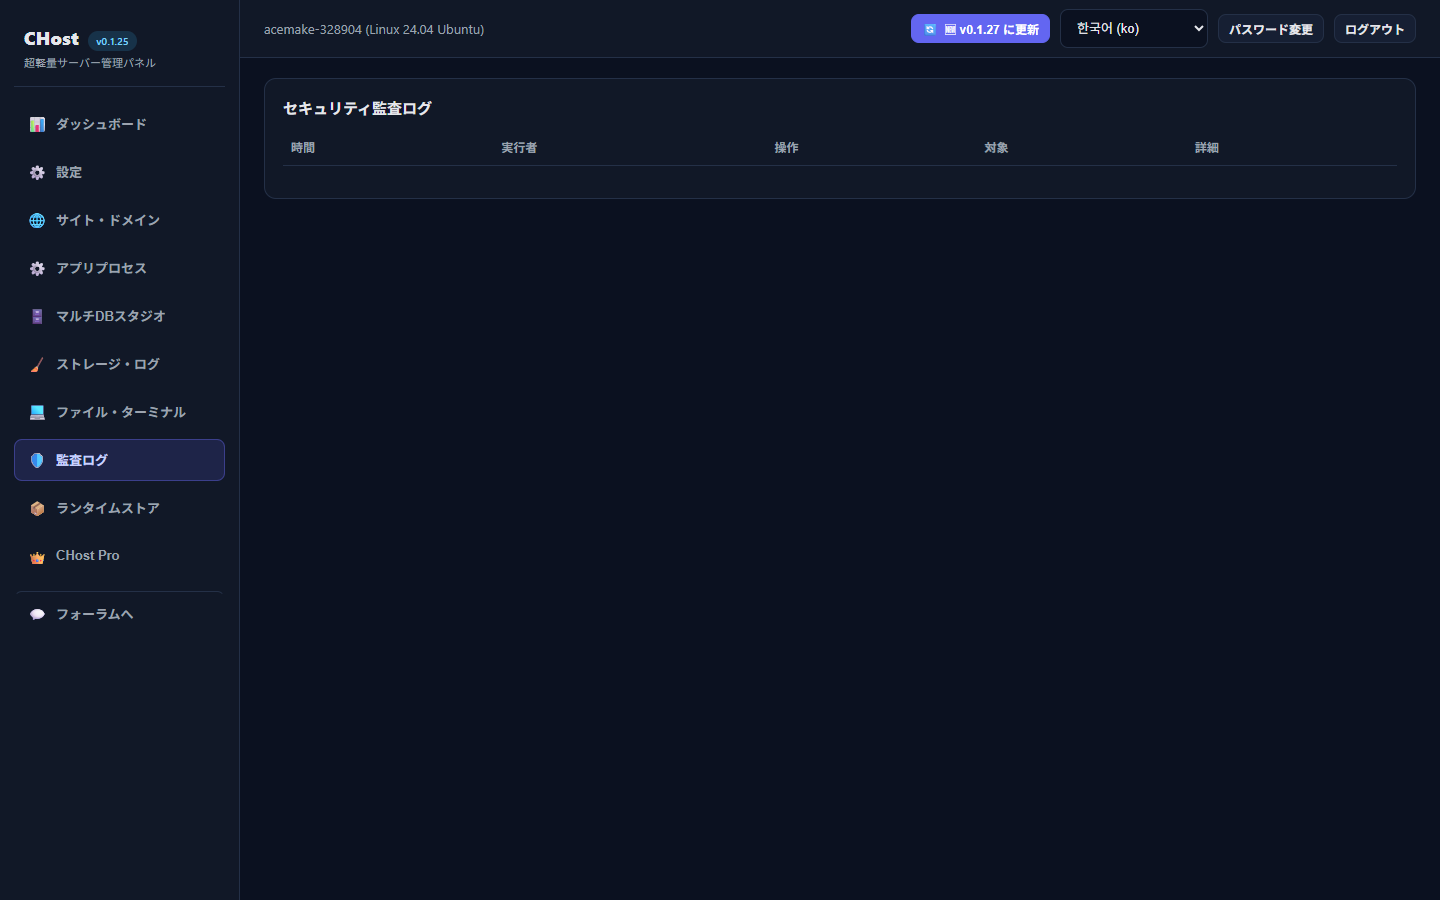 CHost v0.1.25
超軽量サーバー管理パネル
ダッシュボード
設定
サイト・ドメイン
アプリプロセス
マルチDBスタジオ
ストレージ・ログ
ファイル・ターミナル
監査ログ
ランタイムストア
CHost Pro
フォーラムへ
acemake-328904 (Linux 24.04 Ubuntu)
🔄 🆕 v0.1.27 に更新
한국어 (ko)
パスワード変更
ログアウト
セキュリティ監査ログ
時間 実行者 操作 対象 詳細